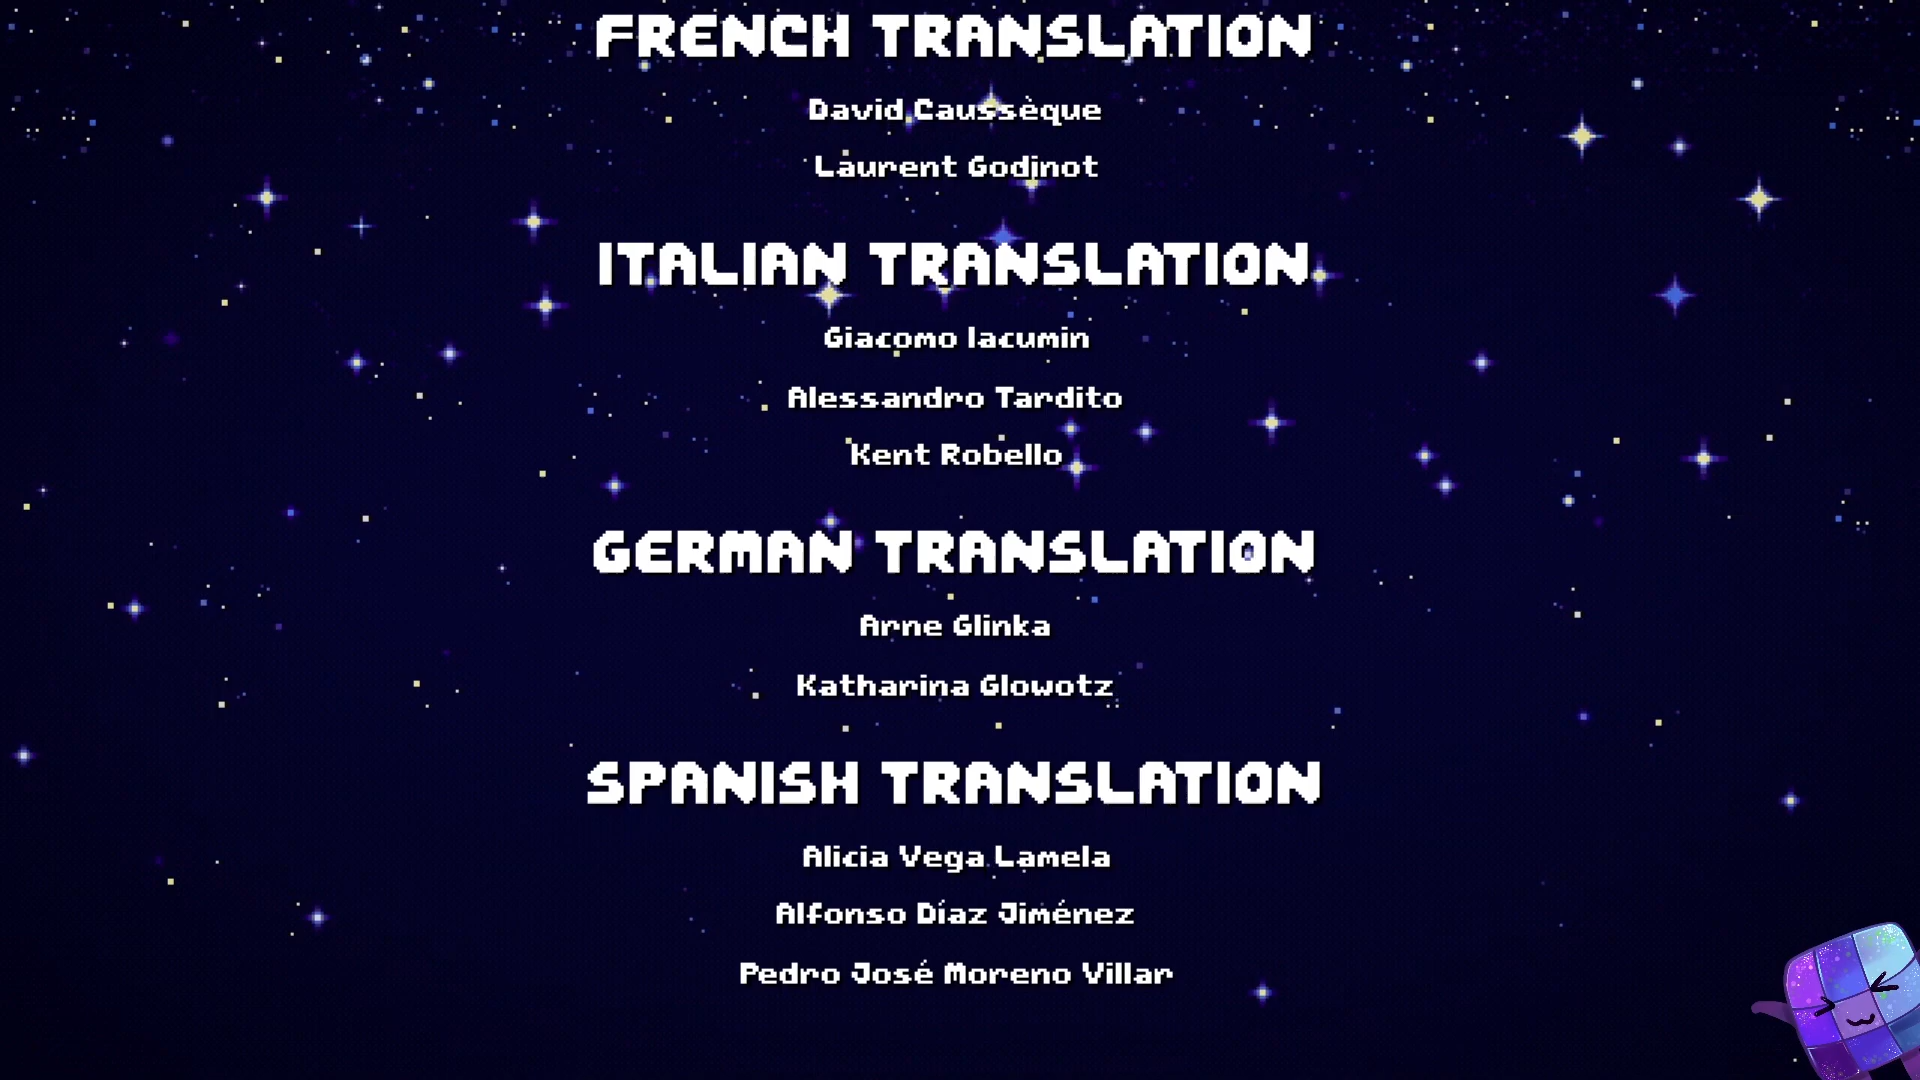 FRENCH TRANSLATION
David Caussèque
Laurent Godinot
ITALIAN TRANSLATION
Giacomo Iacumin
Alessandro Tardito
Kent Robello
GERMAN TRANSLATION
Arne Glinka
Katharina Glowotz
SPANISH TRANSLATION
Alicia Vega Lamela
Alfonso Díaz Jiménez
Pedro José Moreno Villar